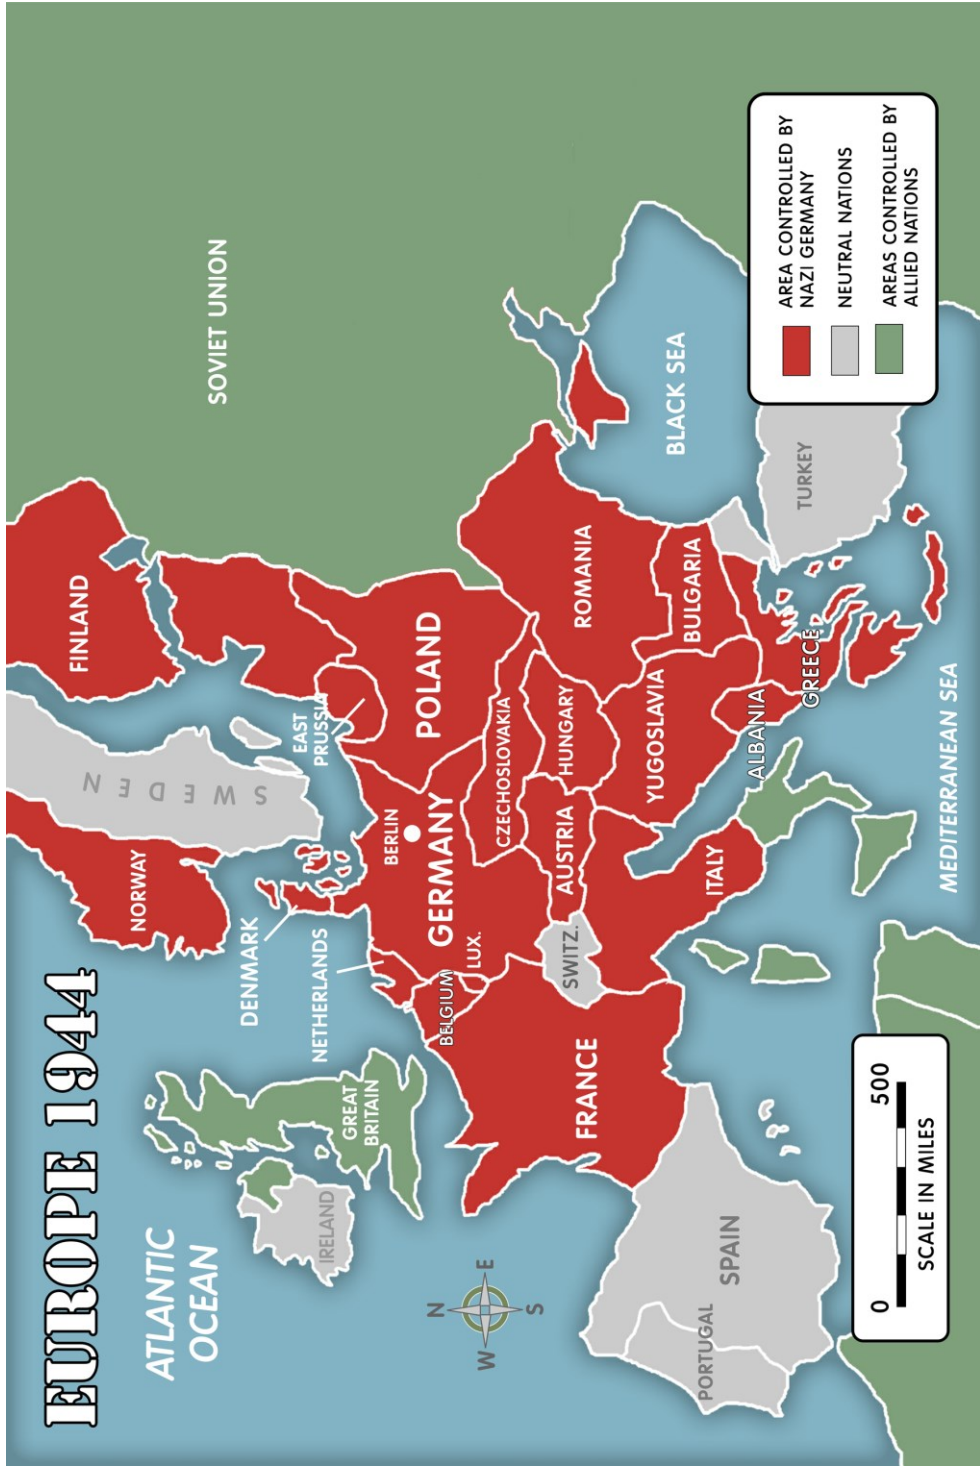 EUROPE 1944
ATLANTIC
OCEAN
NORWAY
SWEDEN
FINLAND
SOVIET UNION
DENMARK
NETHERLANDS
EAST
PRUSSIA
IRELAND
GREAT
BRITAIN
BERLIN
GERMANY
POLAND
BELGIUM
LUX.
CZECHOSLOVAKIA
FRANCE
SWITZ.
AUSTRIA
HUNGARY
ROMANIA
YUGOSLAVIA
BULGARIA
BLACK SEA
ITALY
ALBANIA
GREECE
TURKEY
PORTUGAL
SPAIN
MEDITERRANEAN SEA
N
W
E
S
0
500
SCALE IN MILES
AREA CONTROLLED BY
NAZI GERMANY
NEUTRAL NATIONS
AREAS CONTROLLED BY
ALLIED NATIONS